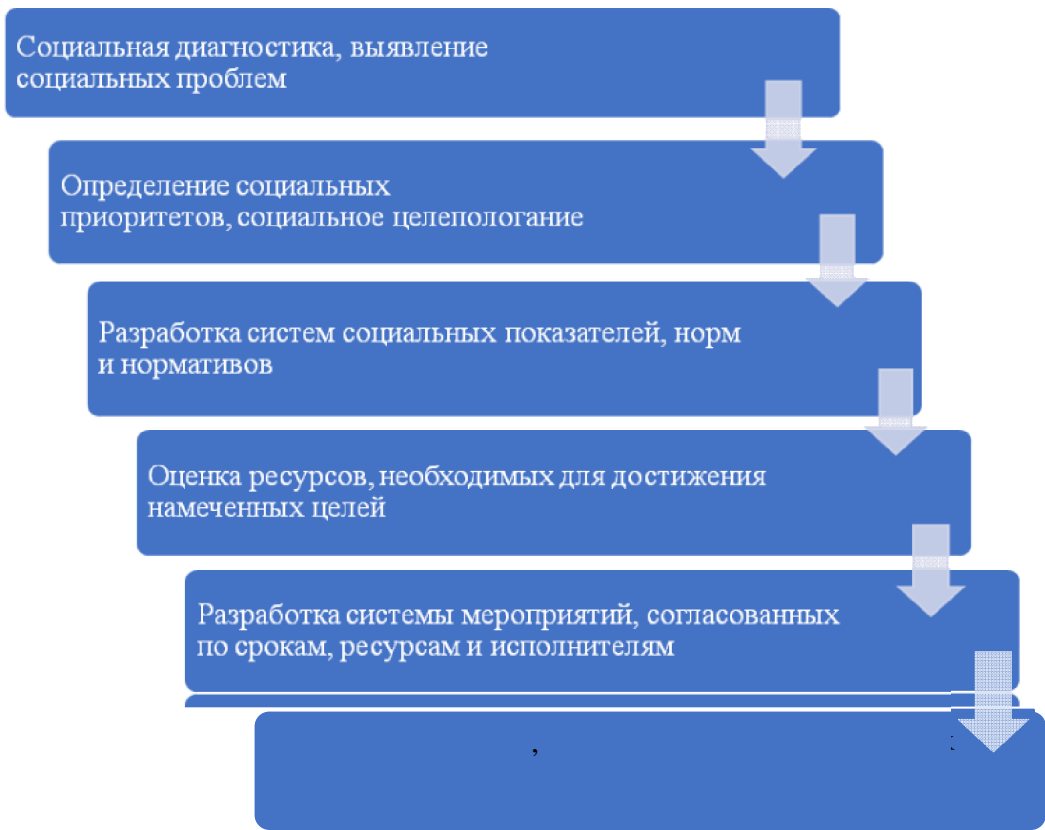 Социальная диагностика, выявление
социальных проблем
Определение социальных
приоритетов, социальное целепологание
Разработка систем социальных показателей, норм
и нормативов
Оценка ресурсов, необходимых для достижения
намеченных целей
Разработка системы мероприятий, согласованных
по срокам, ресурсам и исполнителям
,